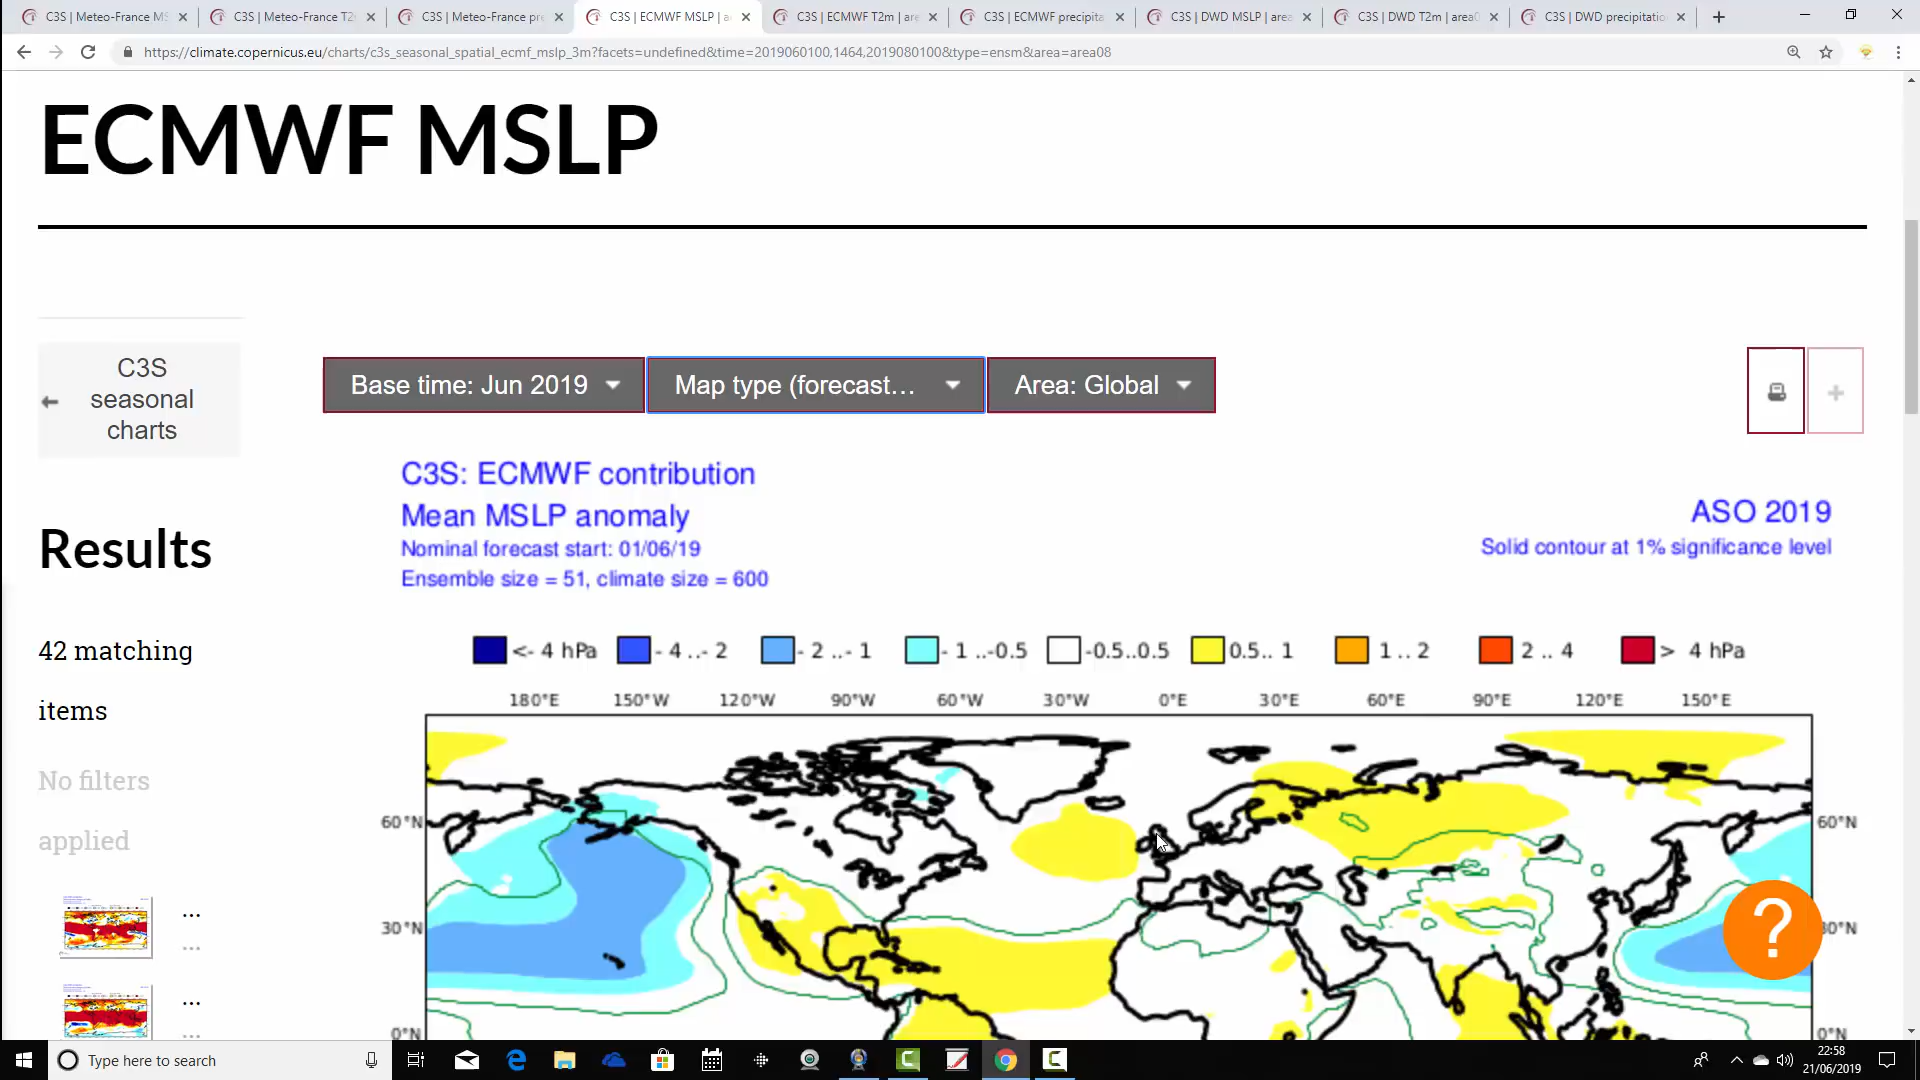 C3S | Meteo-France MS
C3S | Meteo-France T2
C3S | Meteo-France pre
C3S | ECMWF MSLP | a
C3S | ECMWF T2m | are
C3S | ECMWF precipita
C3S | DWD MSLP | area
C3S | DWD T2m | area0
C3S | DWD precipitatio
https://climate.copernicus.eu/charts/c3s_seasonal_spatial_ecmf_mslp_3m?facets=undefined&time=2019060100,1464,2019080100&type=ensm&area=area08
ECMWF MSLP
C3S
seasonal
charts
Base time: Jun 2019
Map type (forecast…
Area: Global
C3S: ECMWF contribution
Mean MSLP anomaly
Nominal forecast start: 01/06/19
Ensemble size = 51, climate size = 600
ASO 2019
Solid contour at 1% significance level
Results
42 matching
items
No filters
applied
...
...
...
...
<- 4 hPa
- 4 ..- 2
- 2 ..- 1
- 1 ..-0.5
-0.5..0.5
0.5.. 1
1 .. 2
2 .. 4
> 4 hPa
180°E 150°W 120°W 90°W 60°W 30°W 0°E 30°E 60°E 90°E 120°E 150°E
60°N 60°N
30°N 30°N
0°N 0°N
?
Type here to search
22:58
21/06/2019